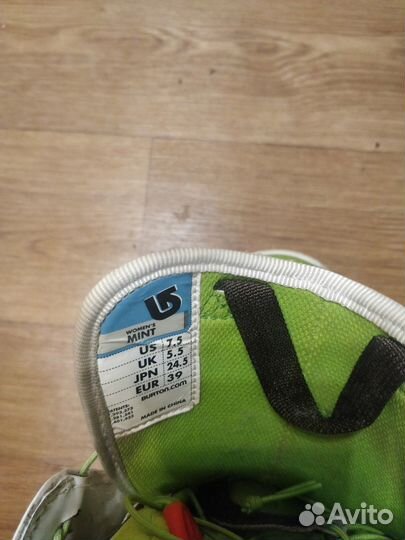 WOMEN'S
MINT
US 7.5
UK 5.5
JPN 24.5
EUR 39
BURTON.COM
MADE IN CHINA
Avito